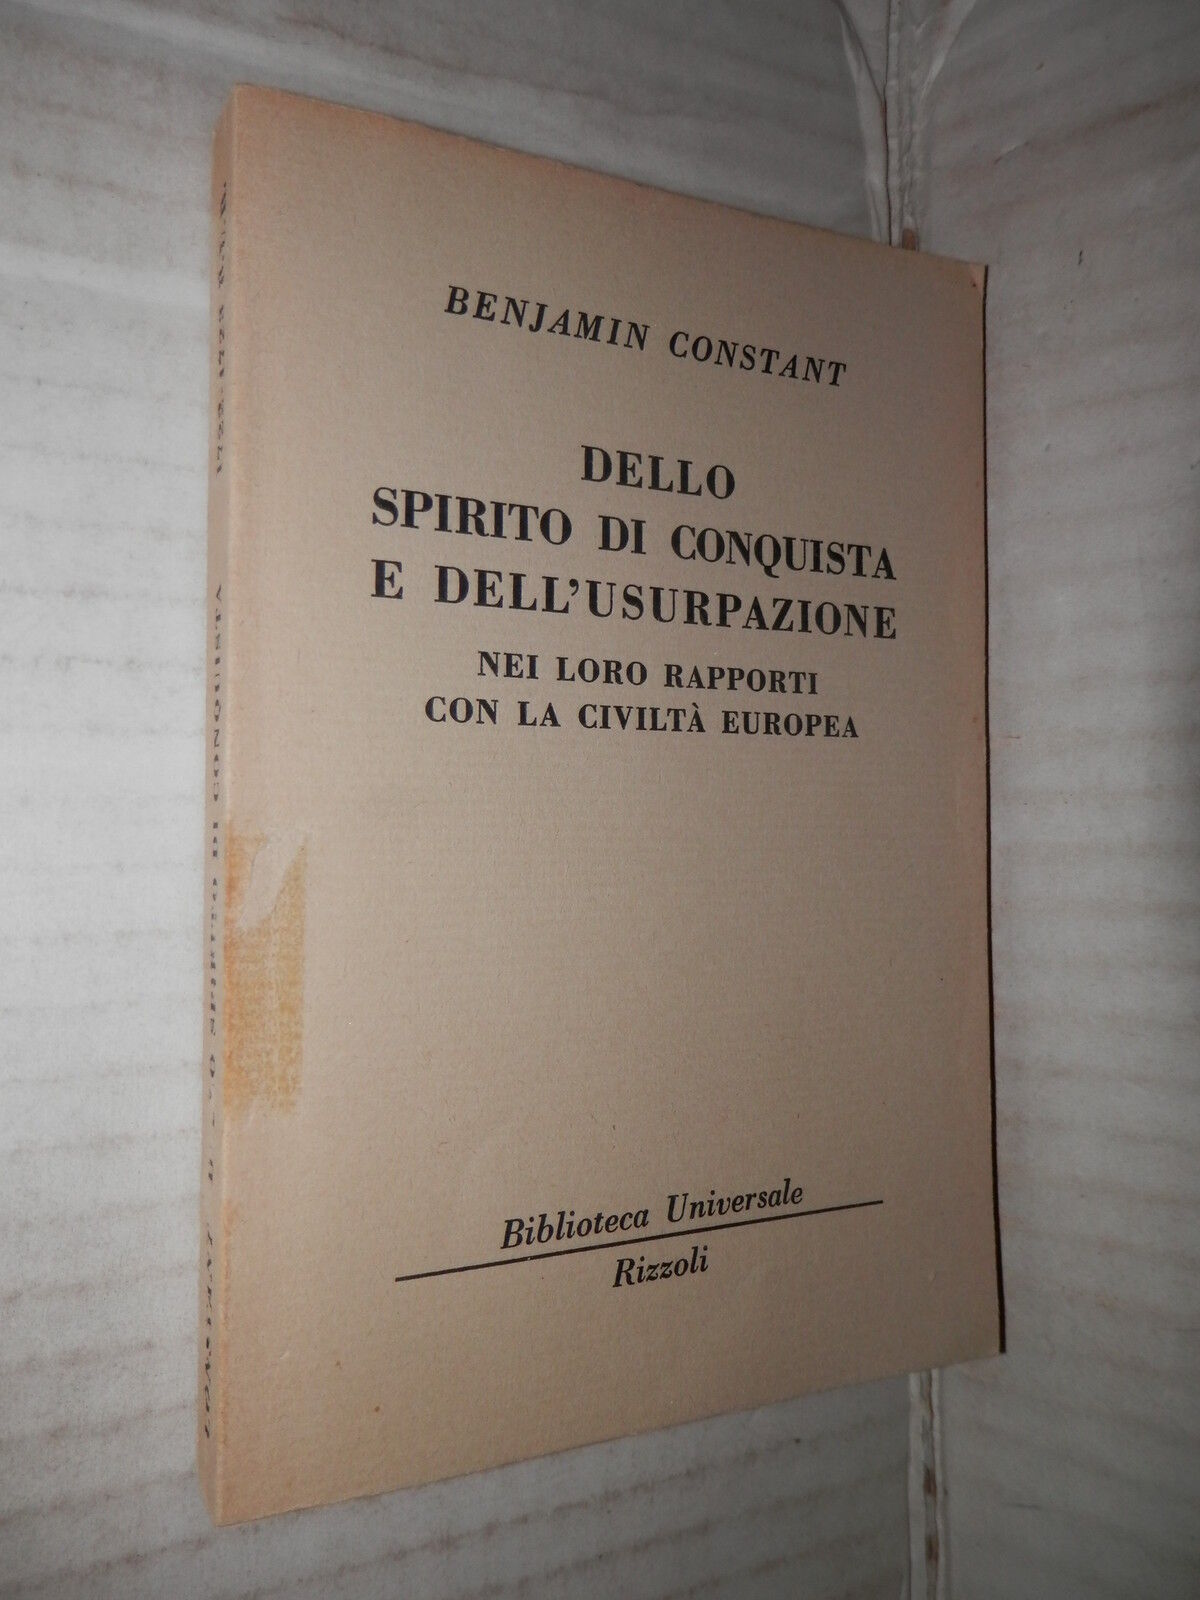 BENJAMIN CONSTANT
DELLO
SPIRITO DI CONQUISTA
E DELL'USURPAZIONE
NEI LORO RAPPORTI
CON LA CIVILTÀ EUROPEA
Biblioteca Universale
Rizzoli